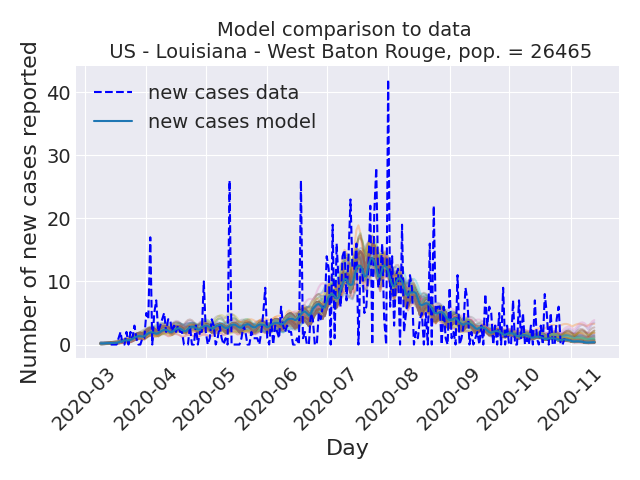 Model comparison to data
US - Louisiana - West Baton Rouge, pop. = 26465
Number of new cases reported
40
30
20
10
0
new cases data
new cases model
2020-03
2020-04
2020-05
2020-06
2020-07
2020-08
2020-09
2020-10
2020-11
Day